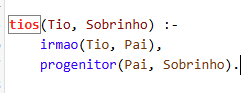 tios(Tio, Sobrinho) :-
irmao(Tio, Pai),
progenitor(Pai, Sobrinho).